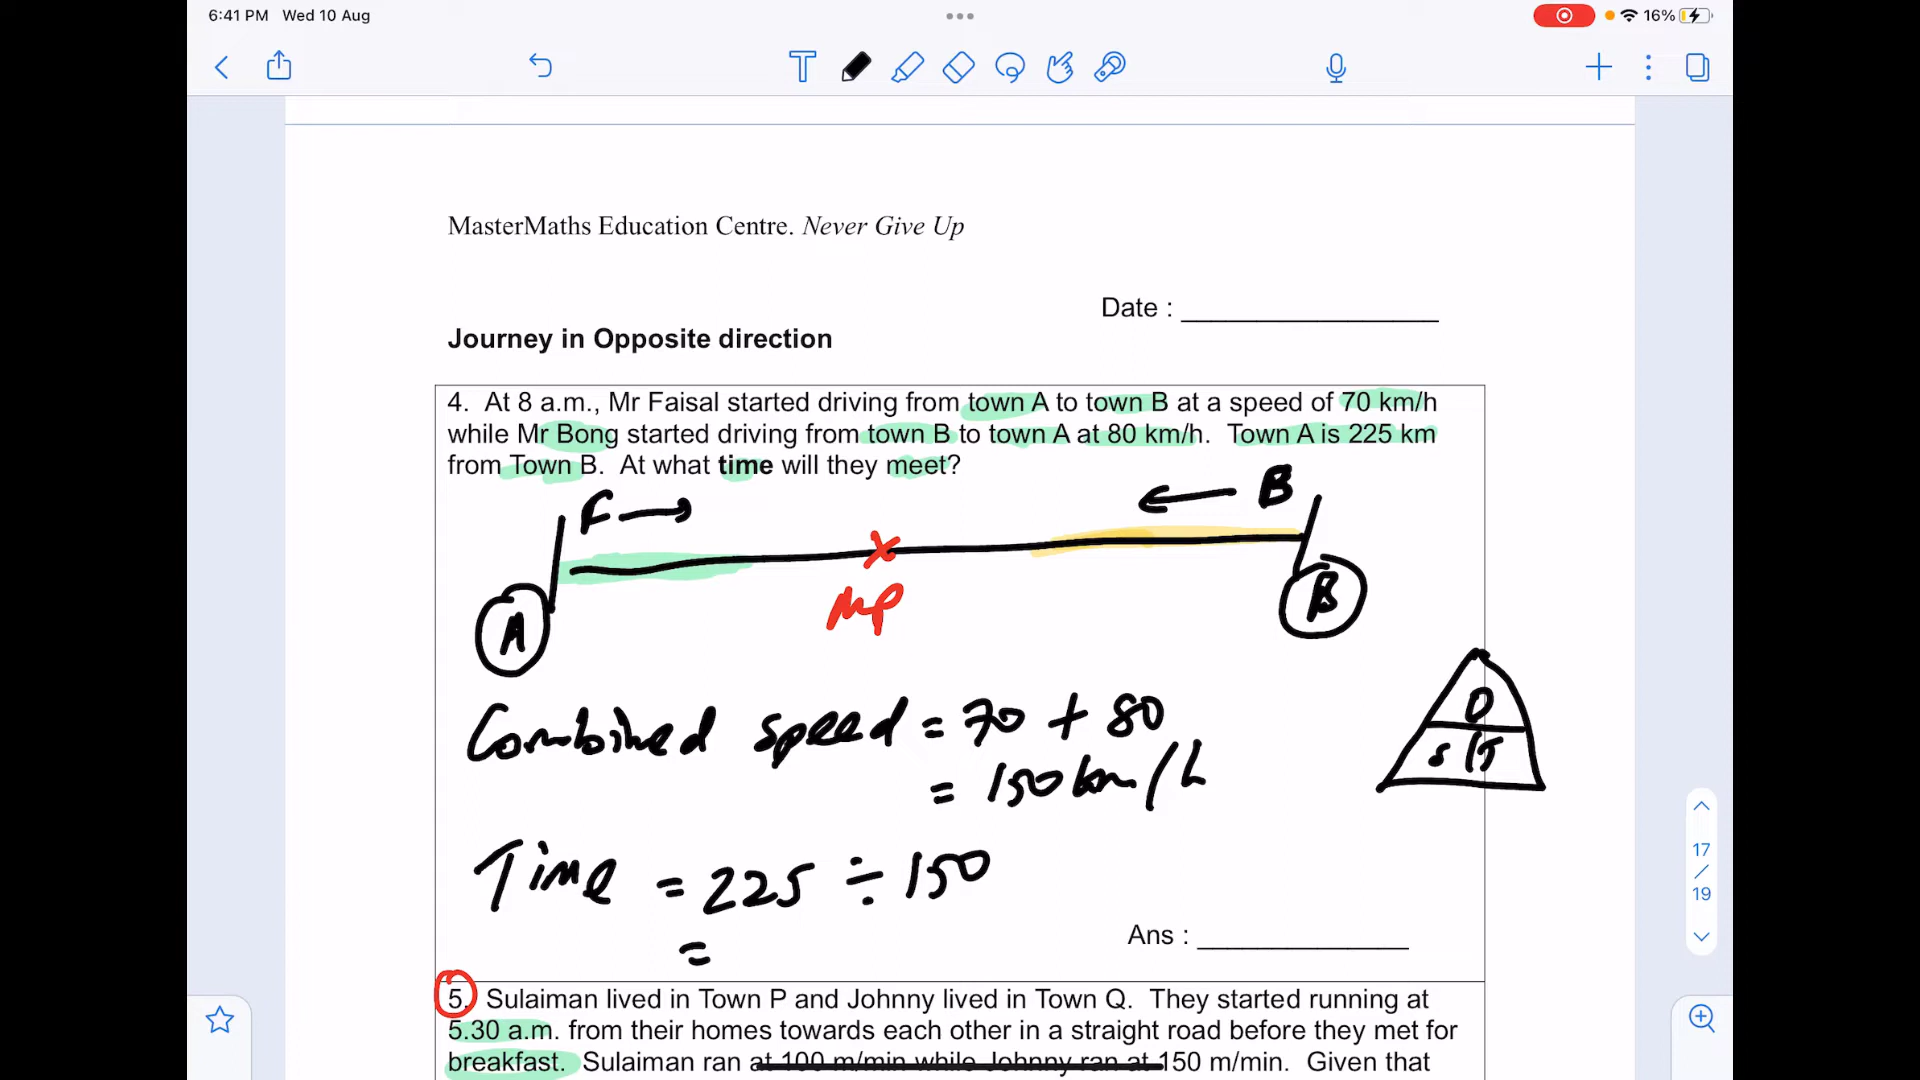 6:41 PM Wed 10 Aug
16%
T
MasterMaths Education Centre. Never Give Up
Date : _________________
Journey in Opposite direction
4. At 8 a.m., Mr Faisal started driving from town A to town B at a speed of 70 km/h
while Mr Bong started driving from town B to town A at 80 km/h. Town A is 225 km
from Town B. At what time will they meet?
F → ← B
MP
A B
D
S T
Combined speed = 70 + 80
= 150 km/h
Time = 225 ÷ 150
=
Ans : ______________
17
/
19
5. Sulaiman lived in Town P and Johnny lived in Town Q. They started running at
5.30 a.m. from their homes towards each other in a straight road before they met for
breakfast. Sulaiman ran at 100 m/min while Johnny ran at 150 m/min. Given that